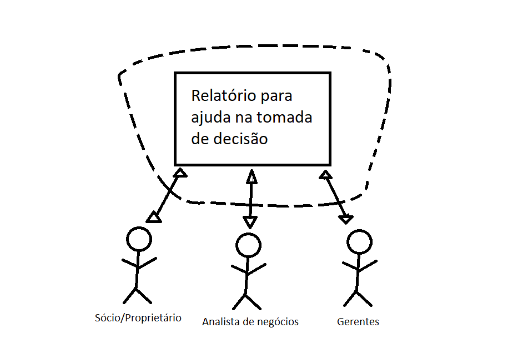 Relatório para
ajuda na tomada
de decisão
Sócio/Proprietário
Analista de negócios
Gerentes